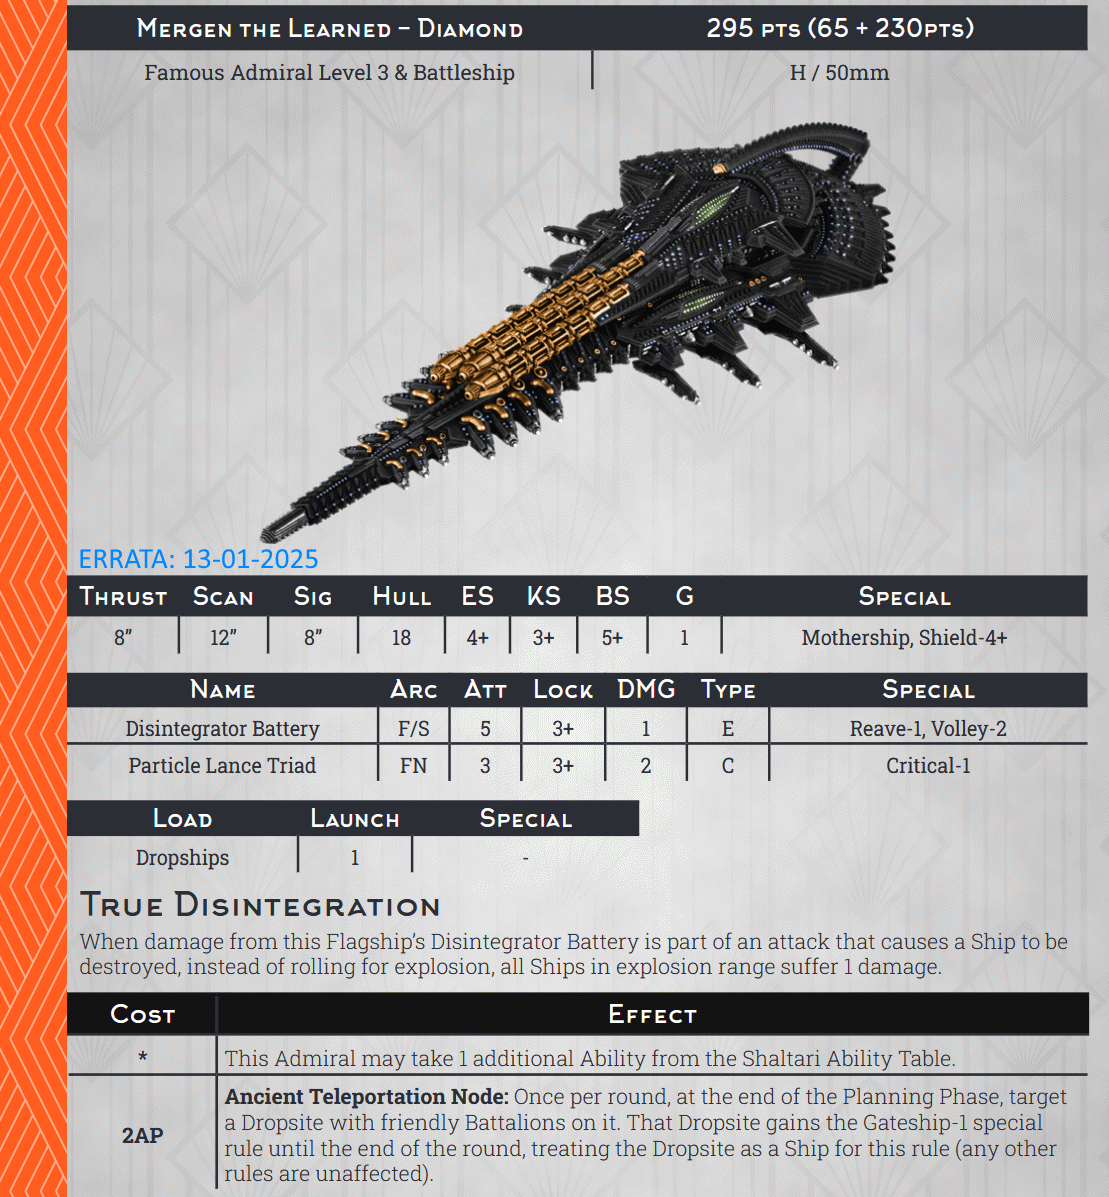 Mergen the Learned – Diamond
295 pts (65 + 230pts)
Famous Admiral Level 3 & Battleship
H / 50mm
ERRATA: 13-01-2025
Thrust Scan Sig Hull ES KS BS G Special
8” 12” 8” 18 4+ 3+ 5+ 1 Mothership, Shield-4+
Name Arc Att Lock DMG Type Special
Disintegrator Battery F/S 5 3+ 1 E Reave-1, Volley-2
Particle Lance Triad FN 3 3+ 2 C Critical-1
Load Launch Special
Dropships 1 -
True Disintegration
When damage from this Flagship’s Disintegrator Battery is part of an attack that causes a Ship to be
destroyed, instead of rolling for explosion, all Ships in explosion range suffer 1 damage.
Cost Effect
* This Admiral may take 1 additional Ability from the Shaltari Ability Table.
2AP
Ancient Teleportation Node: Once per round, at the end of the Planning Phase, target
a Dropsite with friendly Battalions on it. That Dropsite gains the Gateship-1 special
rule until the end of the round, treating the Dropsite as a Ship for this rule (any other
rules are unaffected).